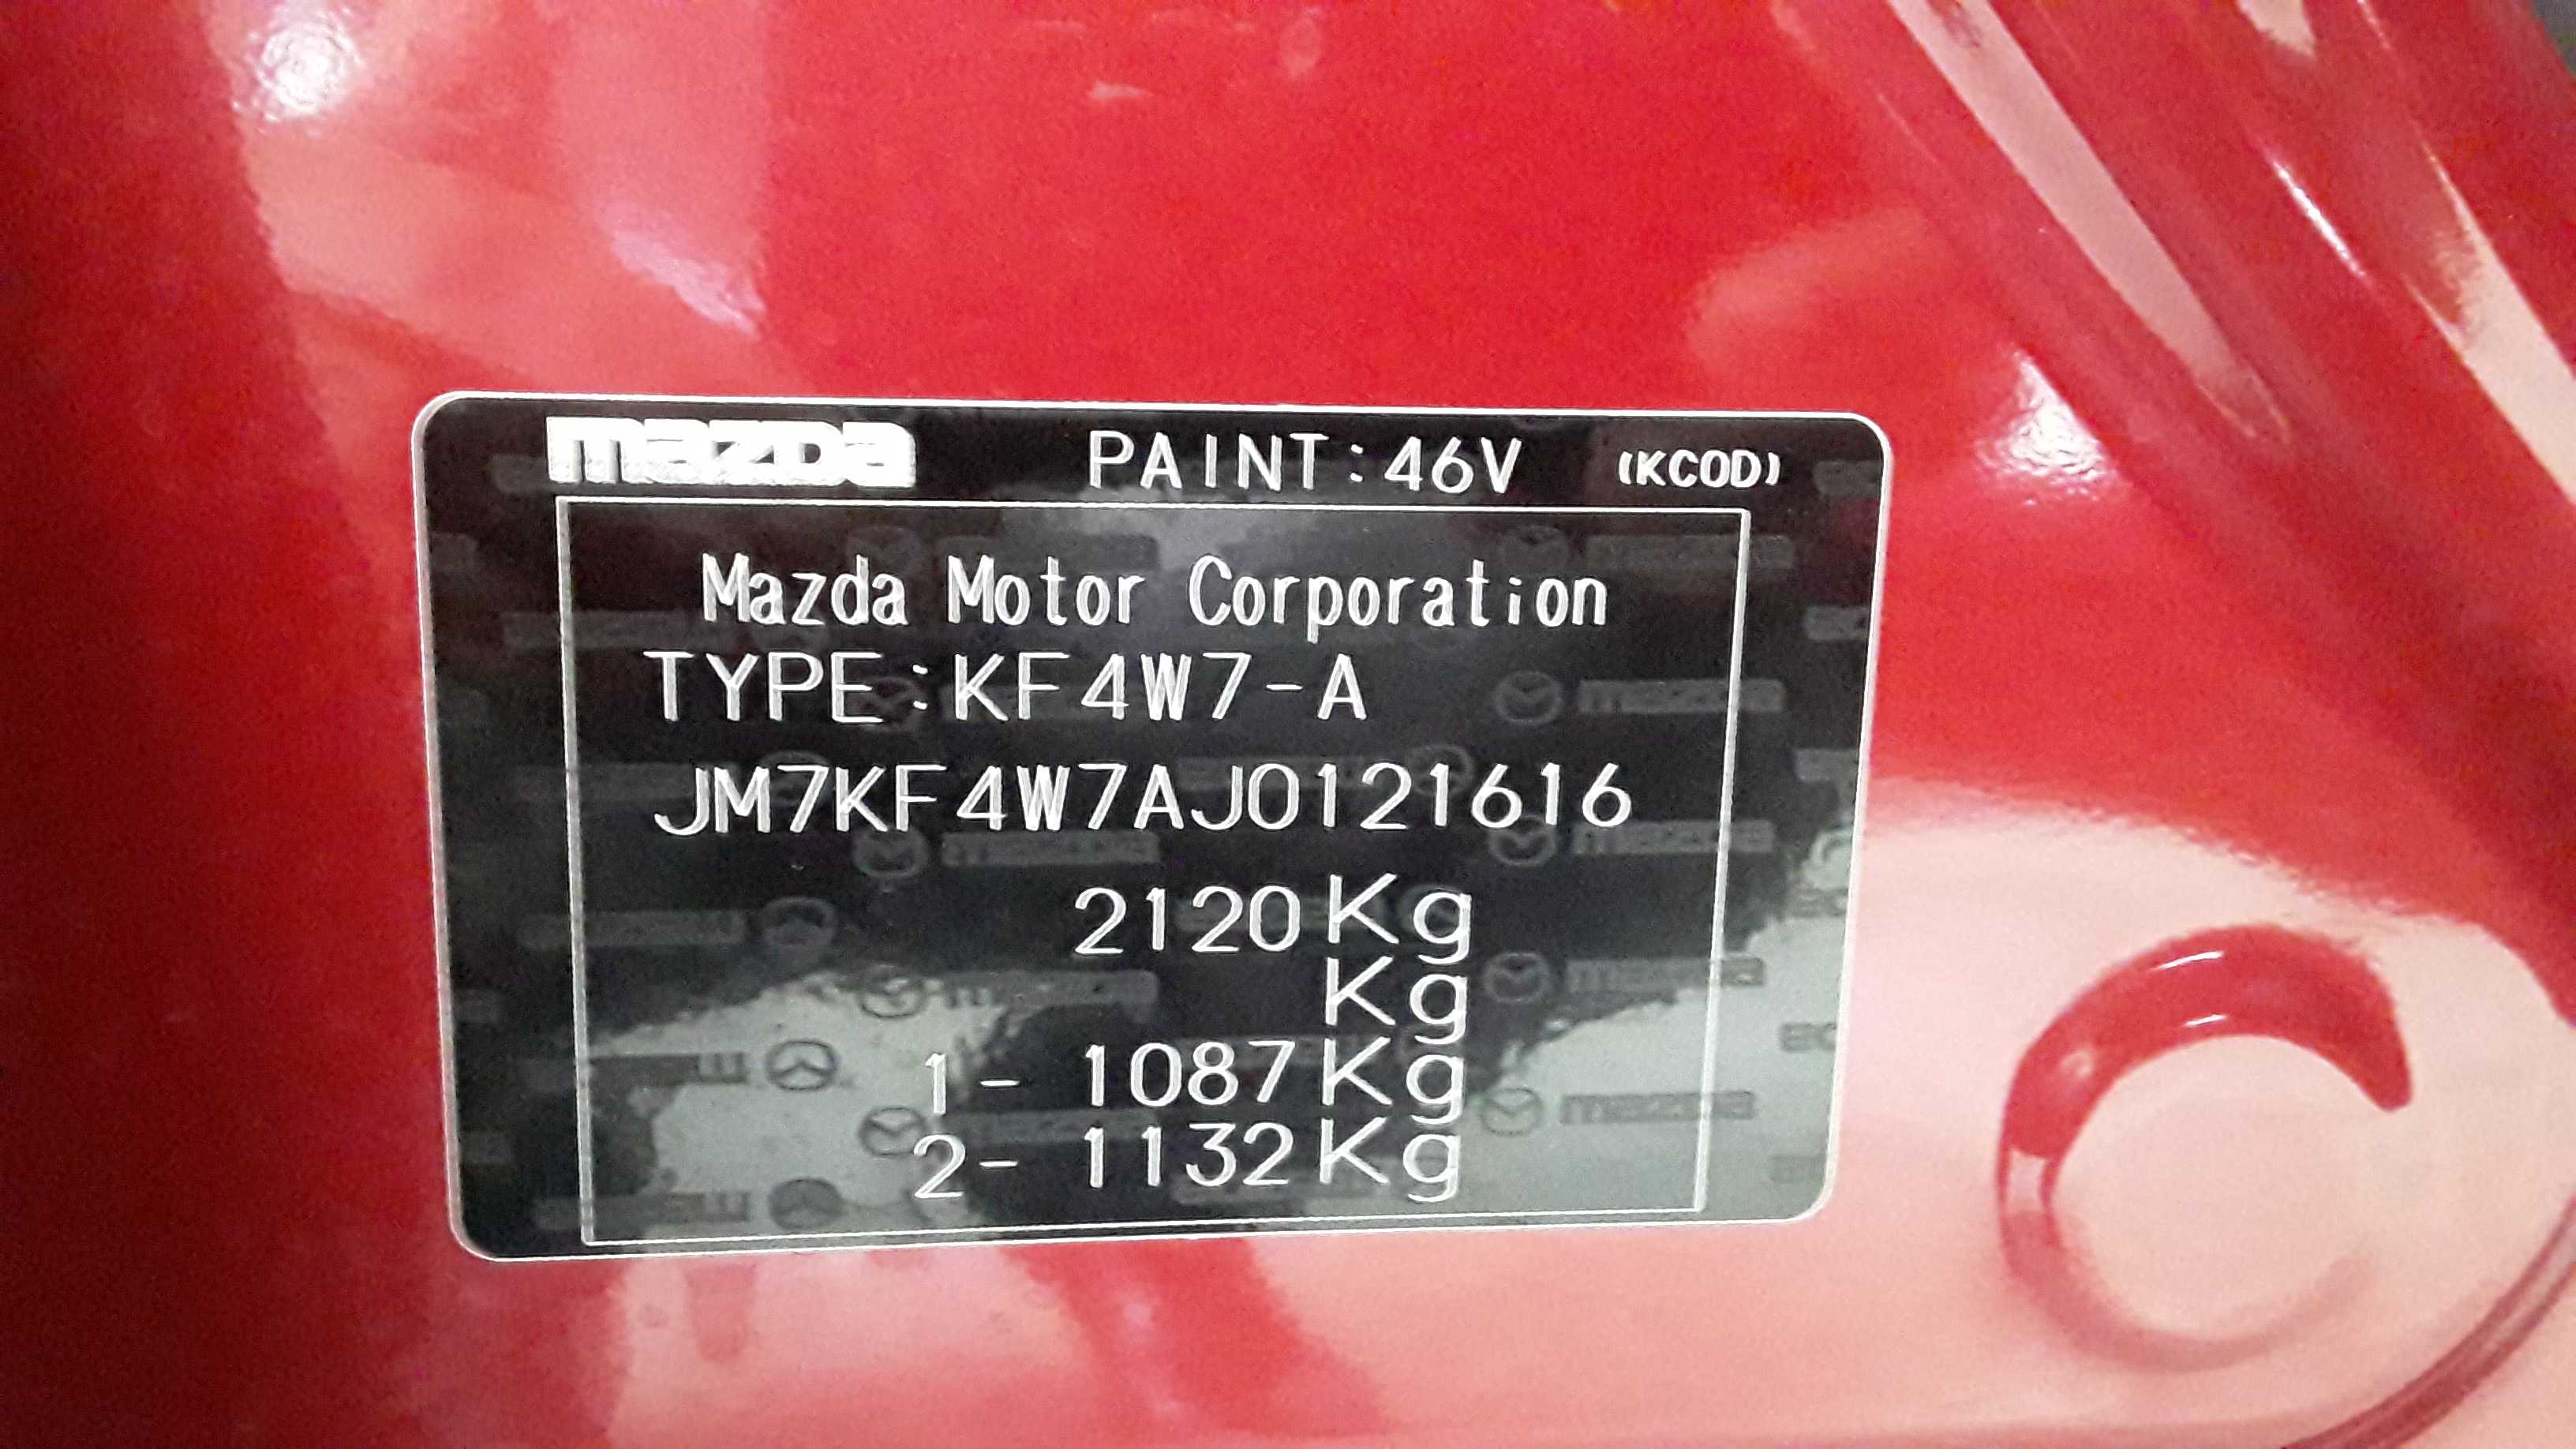 mazda PAINT:46V (KCOD)
Mazda Motor Corporation
TYPE:KF4W7-A
JM7KF4W7AJ0121616
2120Kg
Kg
1- 1087Kg
2- 1132Kg